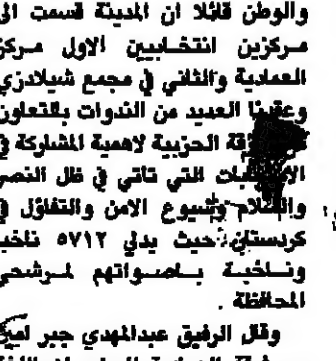 والوطن قائلا ان المدينة قسمت الى
مركزين انتخابيين الاول مركز
العمادية والثاني في مجمع شيلادزي
وعقدنا العديد من الندوات بالتعاون
الحزبية لاهمية المشاركة في
التي تاتي في ظل النصر
والسلام وشيوع الامن والتفاؤل في
كردستان حيث يدلي ٥٧١٢ ناخبا
وناخبة باصواتهم لمرشحي
المحافظة .
وقال الرفيق عبدالمهدي جبر